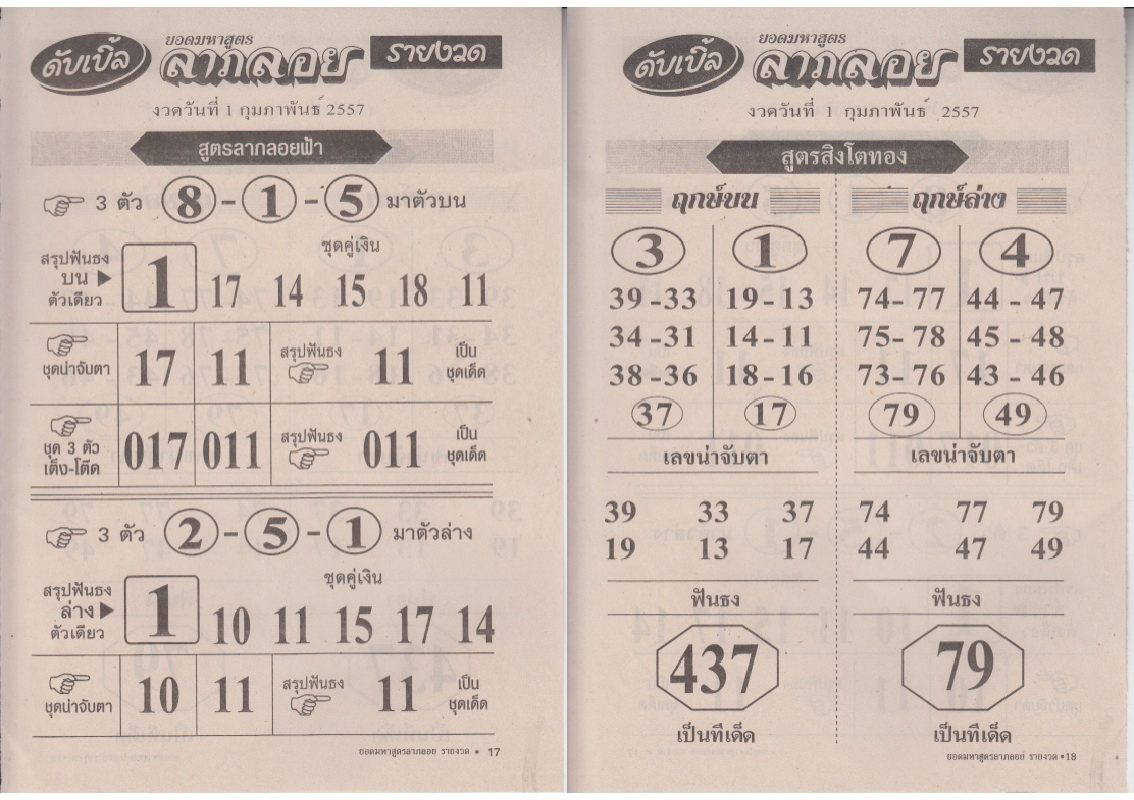 ดับเบิ้ล
ยอดมหาสูตร
ลาภลอย
รายงวด
งวดวันที่ 1 กุมภาพันธ์ 2557
สูตรลาภลอยฟ้า
3 ตัว 8 - 1 - 5 มาตัวบน
ชุดคู่เงิน
สรุปฟันธง
บน
ตัวเดียว
1 17 14 15 18 11
ชุดน่าจับตา
17 11
สรุปฟันธง
11
เป็น
ชุดเด็ด
ชุด 3 ตัว
เต็ง-โต๊ด
017 011
สรุปฟันธง
011
เป็น
ชุดเด็ด
3 ตัว 2 - 5 - 1 มาตัวล่าง
ชุดคู่เงิน
สรุปฟันธง
ล่าง
ตัวเดียว
1 10 11 15 17 14
ชุดน่าจับตา
10 11
สรุปฟันธง
11
เป็น
ชุดเด็ด
ยอดมหาสูตรลาภลอย รายงวด • 17
ดับเบิ้ล
ยอดมหาสูตร
ลาภลอย
รายงวด
งวดวันที่ 1 กุมภาพันธ์ 2557
สูตรสิงโตทอง
ฤกษ์บน ฤกษ์ล่าง
3 1 7 4
39-33 19-13 74-77 44-47
34-31 14-11 75-78 45-48
38-36 18-16 73-76 43-46
37 17 79 49
เลขน่าจับตา เลขน่าจับตา
39 33 37 74 77 79
19 13 17 44 47 49
ฟันธง ฟันธง
437 79
เป็นทีเด็ด เป็นทีเด็ด
ยอดมหาสูตรลาภลอย รายงวด •18